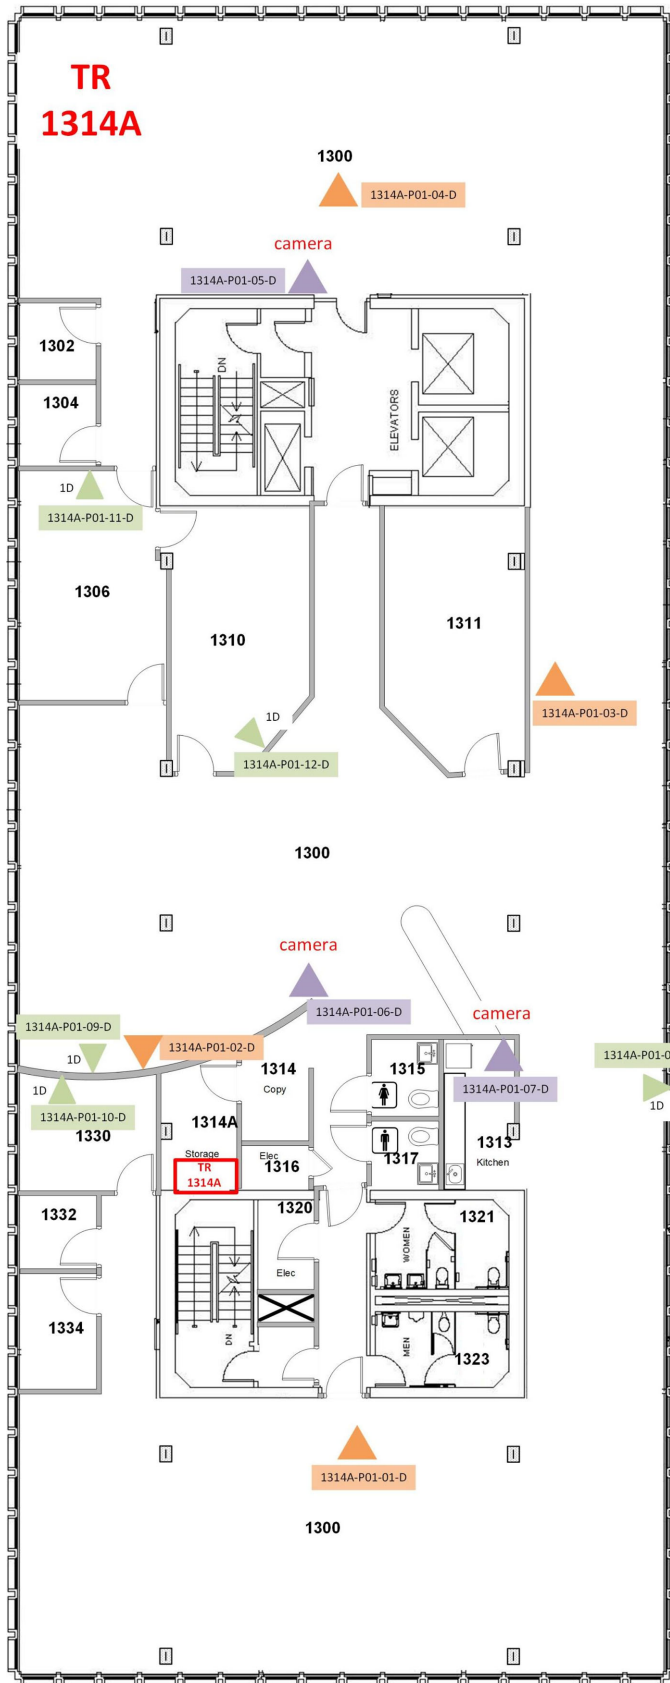 TR
1314A
1300
1314A-P01-04-D
camera
1314A-P01-05-D
1302
DN
1304
ELEVATORS
1D
1314A-P01-11-D
1306
1310
1311
1D
1314A-P01-03-D
1314A-P01-12-D
1300
camera
1314A-P01-06-D
camera
1314A-P01-09-D
1314A-P01-02-D
1D
1314
Copy
1315
1314A-P01-07-D
1314A-P01-0
1D
1D
1314A-P01-10-D
1330
1314A
Storage
TR
1314A
Elec
1316
1317
1313
Kitchen
1332
1320
Elec
WOMEN
1321
1334
DN
MEN
1323
1314A-P01-01-D
1300